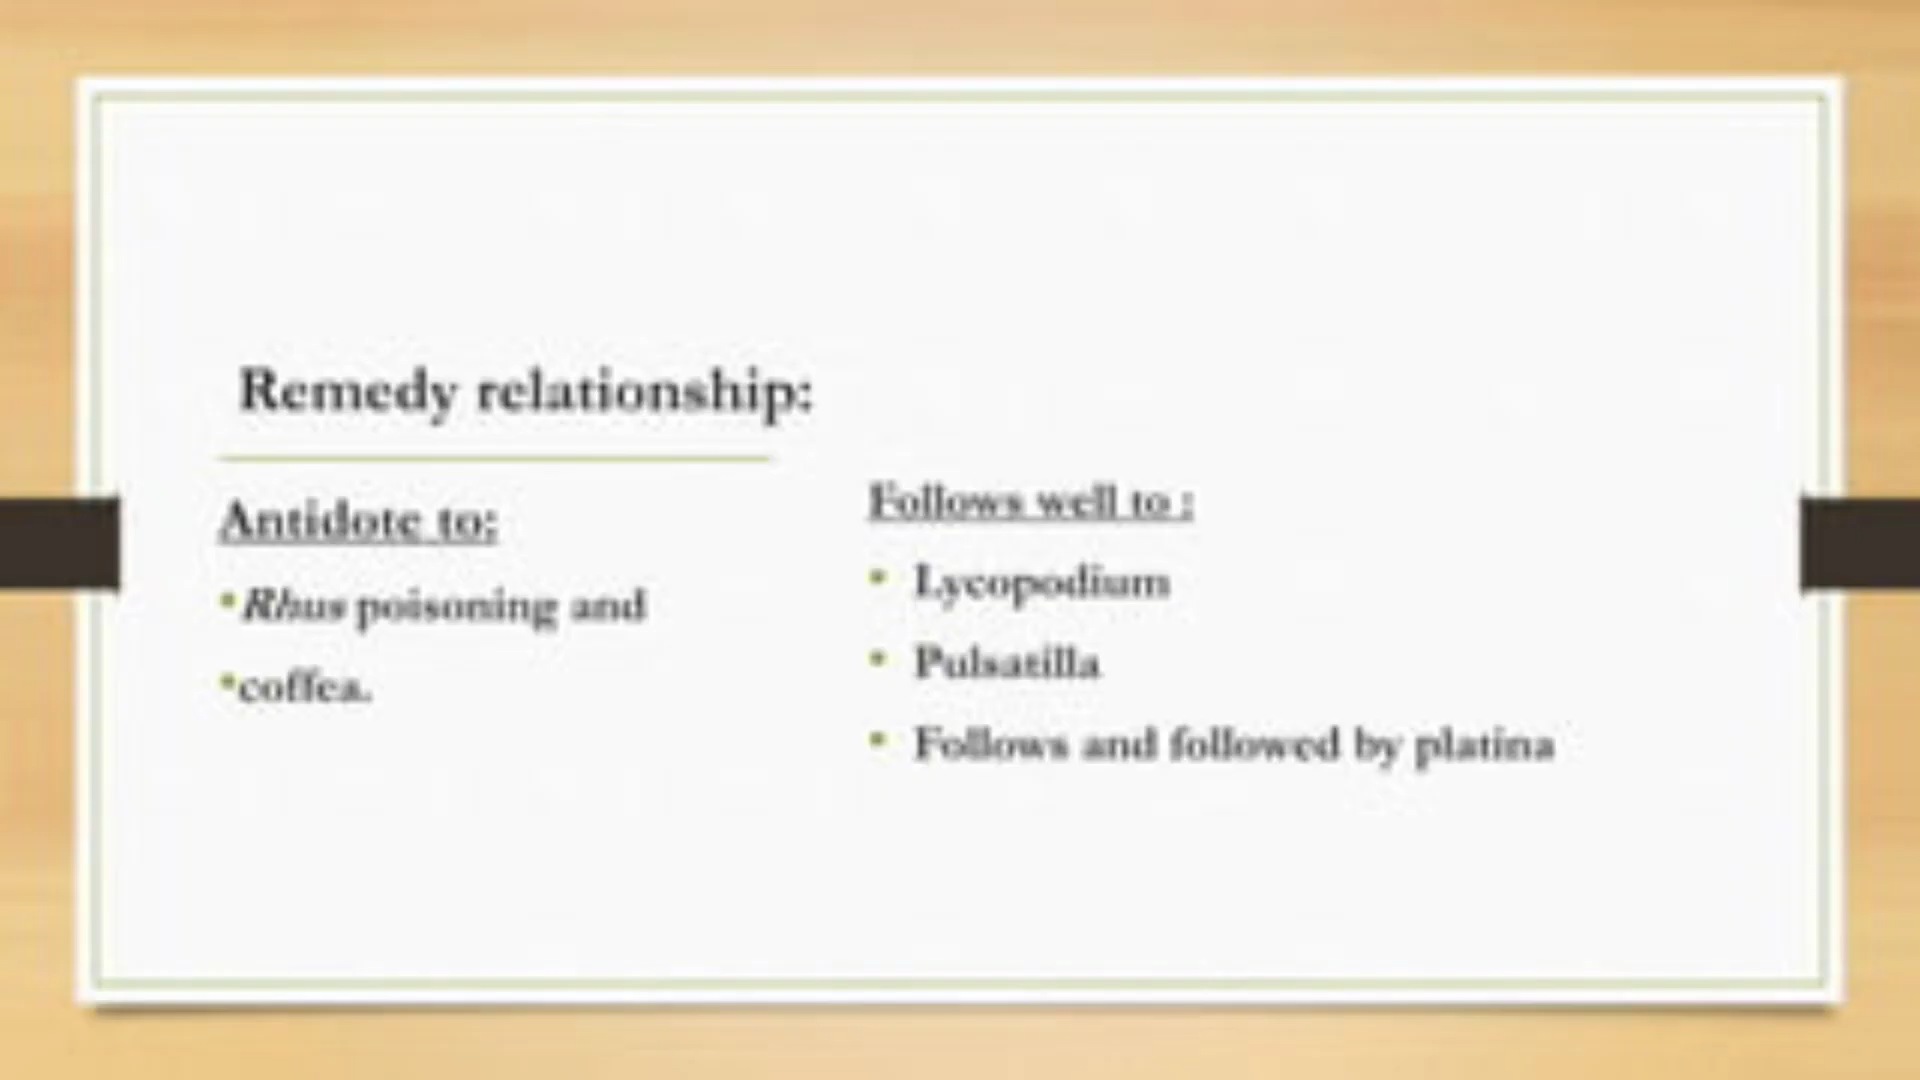 Remedy relationship:
Antidote to:
•Rhus poisoning and
•coffea.
Follows well to :
• Lycopodium
• Pulsatilla
• Follows and followed by platina